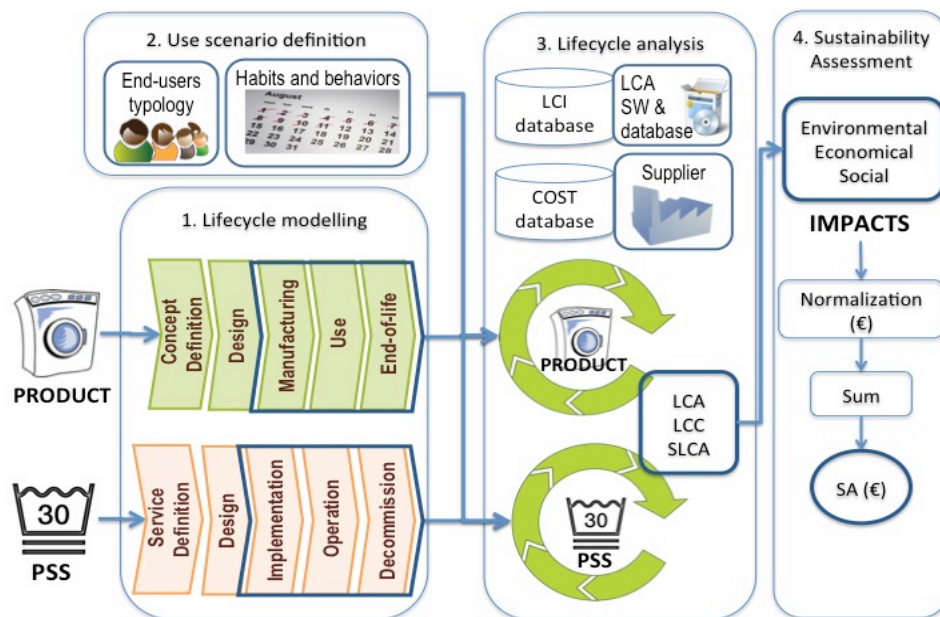 2. Use scenario definition
End-users
typology
Habits and behaviors
August
1. Lifecycle modelling
PRODUCT
Concept
Definition
Design
Manufacturing
Use
End-of-life
30
PSS
Service
Definition
Design
Implementation
Operation
Decommission
3. Lifecycle analysis
LCI
database
LCA
SW &
database
COST
database
Supplier
PRODUCT
LCA
LCC
SLCA
30
PSS
4. Sustainability
Assessment
Environmental
Economical
Social
IMPACTS
Normalization
(€)
Sum
SA (€)